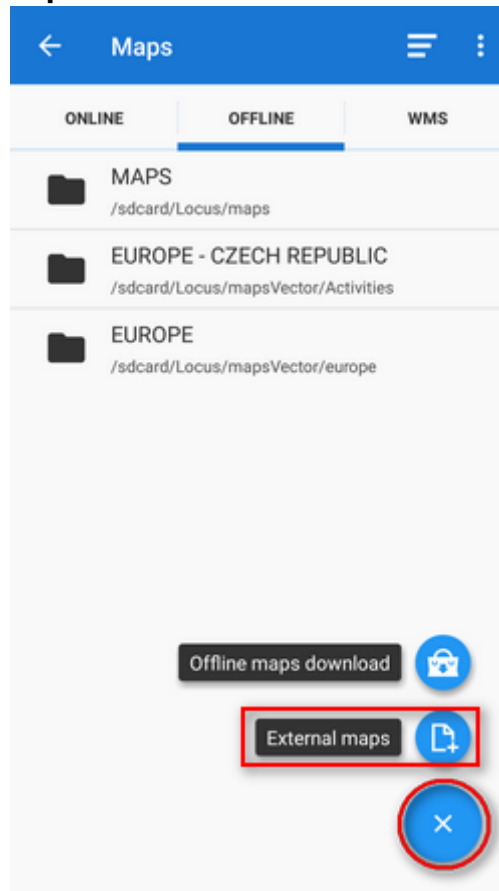 Maps
ONLINE OFFLINE WMS
MAPS
/sdcard/Locus/maps
EUROPE - CZECH REPUBLIC
/sdcard/Locus/mapsVector/Activities
EUROPE
/sdcard/Locus/mapsVector/europe
Offline maps download
External maps